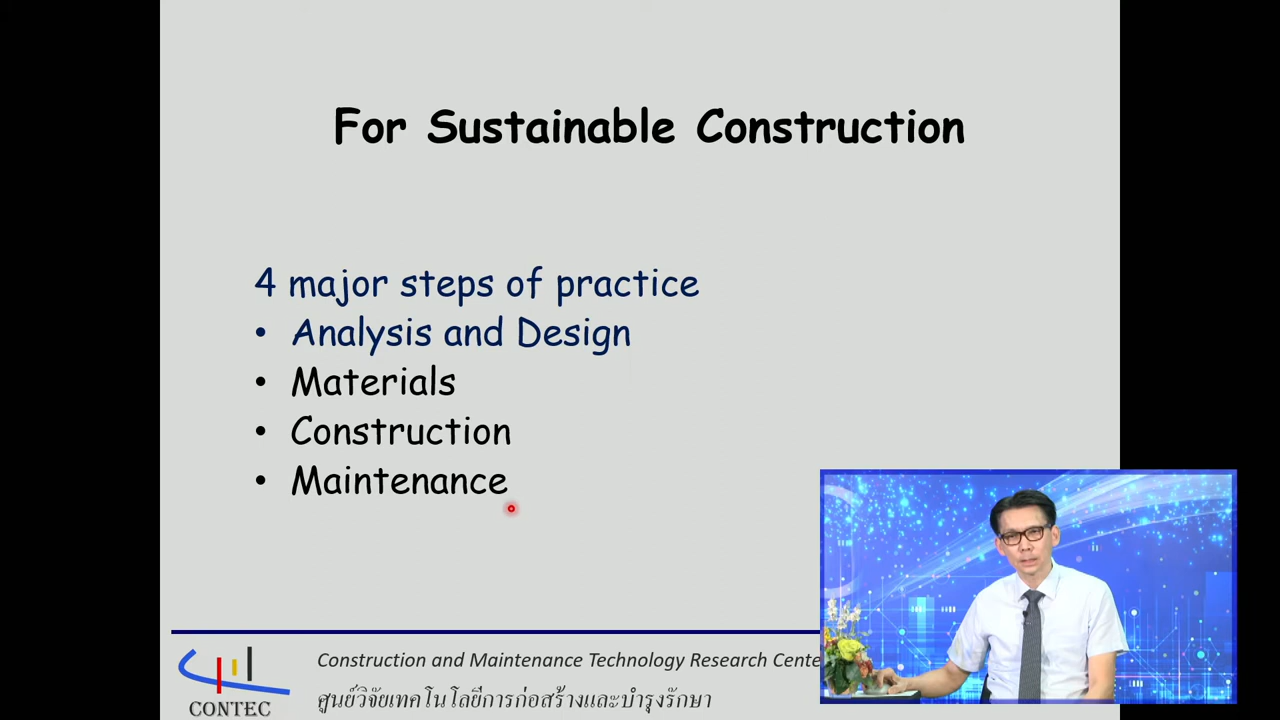 For Sustainable Construction
4 major steps of practice
• Analysis and Design
• Materials
• Construction
• Maintenance
Construction and Maintenance Technology Research Cente
ศูนย์วิจัยเทคโนโลยีการก่อสร้างและบำรุงรักษา
CONTEC